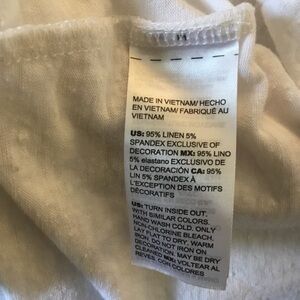 MADE IN VIETNAM/ HECHO
EN VIETNAM/ FABRIQUÉ AU
VIETNAM
US: 95% LINEN 5%
SPANDEX EXCLUSIVE OF
DECORATION MX: 95% LINO
5% elastano EXCLUSIVO DE
LA DECORACIÓN CA: 95%
LIN 5% SPANDEX À
L'EXCEPTION DES MOTIFS
DÉCORATIFS
US: TURN INSIDE OUT.
WITH SIMILAR COLORS.
HAND WASH COLD. ONLY
NON-CHLORINE BLEACH.
LAY FLAT TO DRY. WARM
IRON. DO NOT IRON ON
DECORATION. MAY BE DRY
CLEANED MX: VOLTEAR AL
REVES. CON COLORES